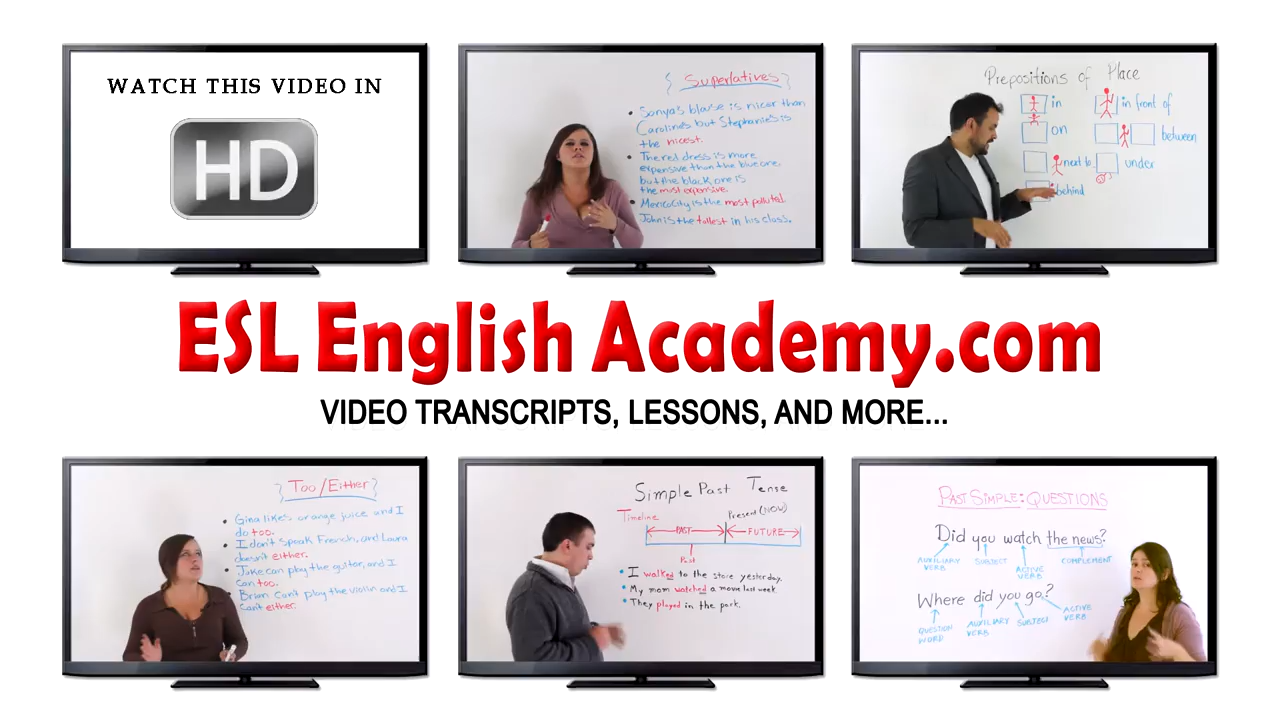 WATCH THIS VIDEO IN
HD
Superlatives
Sonya's blouse is nicer than
Caroline's but Stephanie's is
the nicest.
The red dress is more
expensive than the blue one,
but the black one is
the most expensive.
Mexico City is the most polluted.
John is the tallest in his class.
Prepositions of Place
in
in front of
on
between
next to
under
behind
ESL English Academy.com
VIDEO TRANSCRIPTS, LESSONS, AND MORE...
Too/Either
Gina likes orange juice and I
do too.
I don't speak French, and Laura
doesn't either.
Jake can play the guitar, and I
can too.
Brian can't play the violin and I
can't either.
Simple Past Tense
Timeline
Present (NOW)
PAST
FUTURE
Past
I walked to the store yesterday.
My mom watched a movie last week.
They played in the park.
PAST SIMPLE: QUESTIONS
Did you watch the news?
AUXILIARY
VERB
SUBJECT
ACTIVE
VERB
COMPLEMENT
Where did you go?
QUESTION
WORD
AUXILIARY
VERB
SUBJECT
ACTIVE
VERB